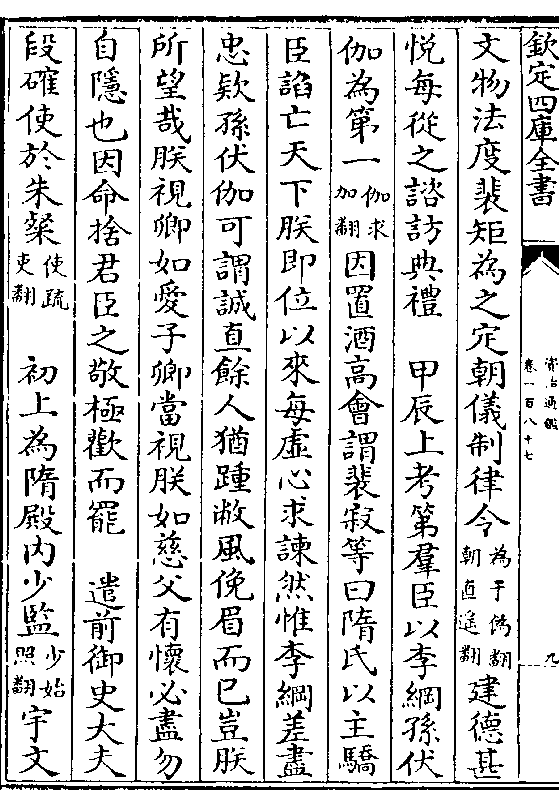 欽定四庫全書
資治通鑑
卷一百八十七
九
文物法度裴矩為之定朝儀制律令為于偽翻朝直遥翻建德甚
悦每從之諮訪典禮 甲辰上考第羣臣以李綱孫伏
伽為第一伽求加翻因置酒高會謂裴寂等曰隋氏以主驕
臣諂亡天下朕即位以來每虚心求諫然惟李綱差盡
忠欵孫伏伽可謂誠直餘人猶踵敝風俛眉而已豈朕
所望哉朕視卿如愛子卿當視朕如慈父有懷必盡勿
自隱也因命捨君臣之敬極歡而罷 遣前御史大夫
段確使於朱粲使疏吏翻 初上為隋殿内少監少始照翻宇文